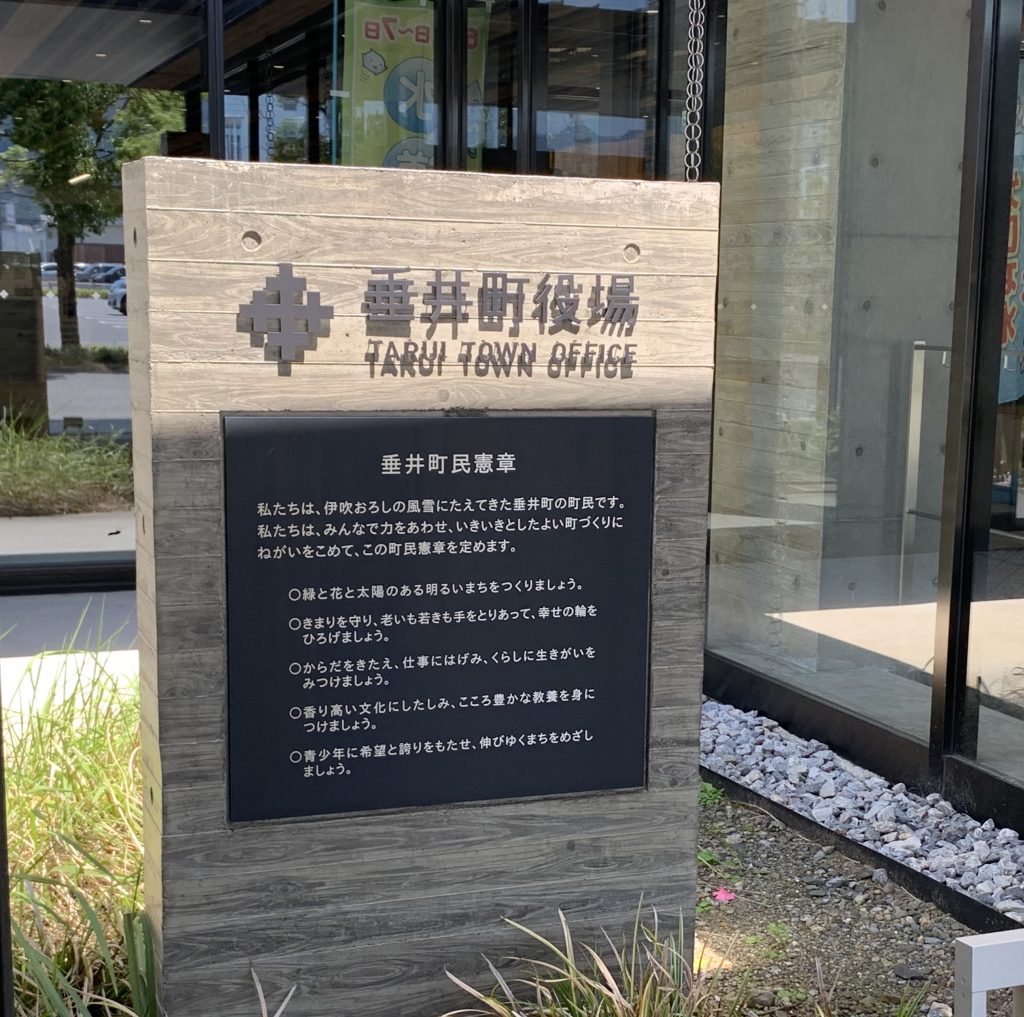 垂井町役場
TARUI TOWN OFFICE
垂井町民憲章
私たちは、伊吹おろしの風雪にたえてきた垂井町の町民です。
私たちは、みんなで力をあわせ、いきいきとしたよい町づくりに
ねがいをこめて、この町民憲章を定めます。
○緑と花と太陽のある明るいまちをつくりましょう。
○きまりを守り、老いも若きも手をとりあって、幸せの輪を
ひろげましょう。
○からだをきたえ、仕事にはげみ、くらしに生きがいを
みつけましょう。
○香り高い文化にしたしみ、こころ豊かな教養を身に
つけましょう。
○青少年に希望と誇りをもたせ、伸びゆくまちをめざし
ましょう。